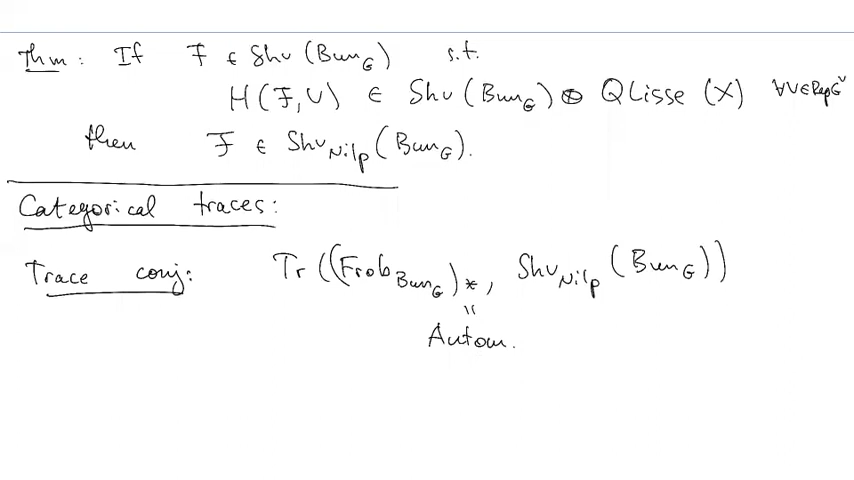 Thm: If F ∈ Shv(Bun_G) s.t.
H(F,V) ∈ Shv(Bun_G) ⊗ QLisse(X) ∀V∈RepG^∨
then F ∈ Shv_Nilp(Bun_G).
Categorical traces:
Trace conj: Tr((Frob_Bun_G)_*, Shv_Nilp(Bun_G))
=
Autom.